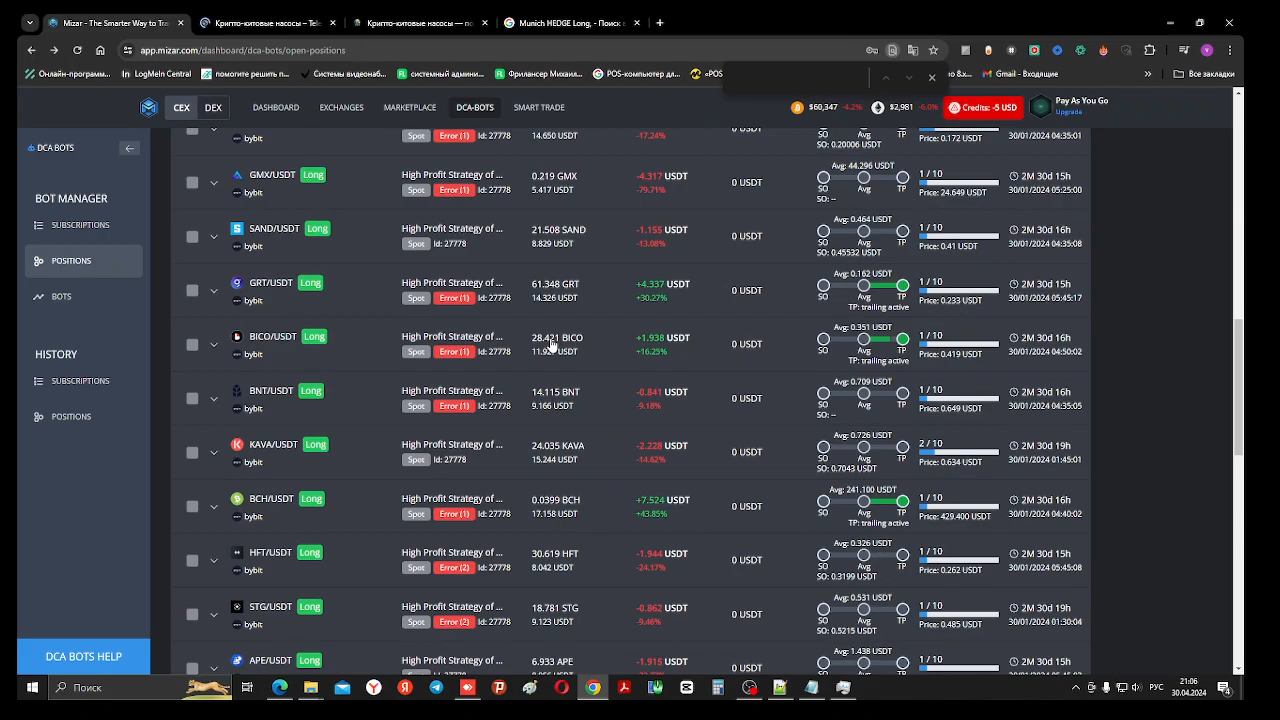 Mizar - The Smarter Way to Tra
Крипто-китовые насосы – Tele
Крипто-китовые насосы — по
Munich HEDGE Long, - Поиск
app.mizar.com/dashboard/dca-bots/open-positions
Онлайн-программ...
LogMeIn Central
помогите решить п...
Системы видеонаб...
системный админи...
Фрилансер Михаил...
POS-компьютер дл...
«POS
Gmail - Входящие
Все закладки
CEX DEX
DASHBOARD
EXCHANGES
MARKETPLACE
DCA-BOTS
SMART TRADE
$60,347 -4.2%
$2,981 -6.0%
Credits: -5 USD
Pay As You Go
Upgrade
DCA BOTS
BOT MANAGER
SUBSCRIPTIONS
POSITIONS
BOTS
HISTORY
SUBSCRIPTIONS
POSITIONS
DCA BOTS HELP
bybit
Spot Error (1) Id: 27778
14.650 USDT
-17.24%
SO: 0.20006 USDT
Price: 0.172 USDT
30/01/2024 04:35:01
GMX/USDT Long
bybit
High Profit Strategy of ...
Spot Error (1) Id: 27778
0.219 GMX
5.417 USDT
-4.317 USDT
-79.71%
0 USDT
Avg: 44.296 USDT
SO Avg TP
SO: --
1 / 10
Price: 24.649 USDT
2M 30d 15h
30/01/2024 05:25:00
SAND/USDT Long
bybit
High Profit Strategy of ...
Spot Id: 27778
21.508 SAND
8.829 USDT
-1.155 USDT
-13.08%
0 USDT
Avg: 0.464 USDT
SO Avg TP
SO: 0.45532 USDT
1 / 10
Price: 0.41 USDT
2M 30d 16h
30/01/2024 04:35:08
GRT/USDT Long
bybit
High Profit Strategy of ...
Spot Error (1) Id: 27778
61.348 GRT
14.326 USDT
+4.337 USDT
+30.27%
0 USDT
Avg: 0.162 USDT
SO Avg TP
TP: trailing active
1 / 10
Price: 0.233 USDT
2M 30d 15h
30/01/2024 05:45:17
BICO/USDT Long
bybit
High Profit Strategy of ...
Spot Error (1) Id: 27778
28.421 BICO
USDT
+1.938 USDT
+16.25%
0 USDT
Avg: 0.351 USDT
SO Avg TP
TP: trailing active
1 / 10
Price: 0.419 USDT
2M 30d 16h
30/01/2024 04:50:02
BNT/USDT Long
bybit
High Profit Strategy of ...
Spot Error (1) Id: 27778
14.115 BNT
9.166 USDT
-0.841 USDT
-9.18%
0 USDT
Avg: 0.709 USDT
SO Avg TP
SO: --
1 / 10
Price: 0.649 USDT
2M 30d 16h
30/01/2024 04:35:05
KAVA/USDT Long
bybit
High Profit Strategy of ...
Spot Id: 27778
24.035 KAVA
15.244 USDT
-2.228 USDT
-14.62%
0 USDT
Avg: 0.726 USDT
SO Avg TP
SO: 0.7043 USDT
2 / 10
Price: 0.634 USDT
2M 30d 19h
30/01/2024 01:45:01
BCH/USDT Long
bybit
High Profit Strategy of ...
Spot Error (1) Id: 27778
0.0399 BCH
17.158 USDT
+7.524 USDT
+43.85%
0 USDT
Avg: 241.100 USDT
SO Avg TP
TP: trailing active
1 / 10
Price: 429.400 USDT
2M 30d 16h
30/01/2024 04:40:02
HFT/USDT Long
bybit
High Profit Strategy of ...
Spot Error (2) Id: 27778
30.619 HFT
8.042 USDT
-1.944 USDT
-24.17%
0 USDT
Avg: 0.326 USDT
SO Avg TP
SO: 0.3199 USDT
1 / 10
Price: 0.262 USDT
2M 30d 15h
30/01/2024 05:45:08
STG/USDT Long
bybit
High Profit Strategy of ...
Spot Error (2) Id: 27778
18.781 STG
9.123 USDT
-0.862 USDT
-9.46%
0 USDT
Avg: 0.531 USDT
SO Avg TP
SO: 0.5215 USDT
1 / 10
Price: 0.485 USDT
2M 30d 19h
30/01/2024 01:30:04
APE/USDT Long
High Profit Strategy of ...
6.933 APE
-1.915 USDT
Avg: 1.438 USDT
SO Avg TP
1 / 10
2M 30d 15h
Поиск
РУС
21:06
30.04.2024